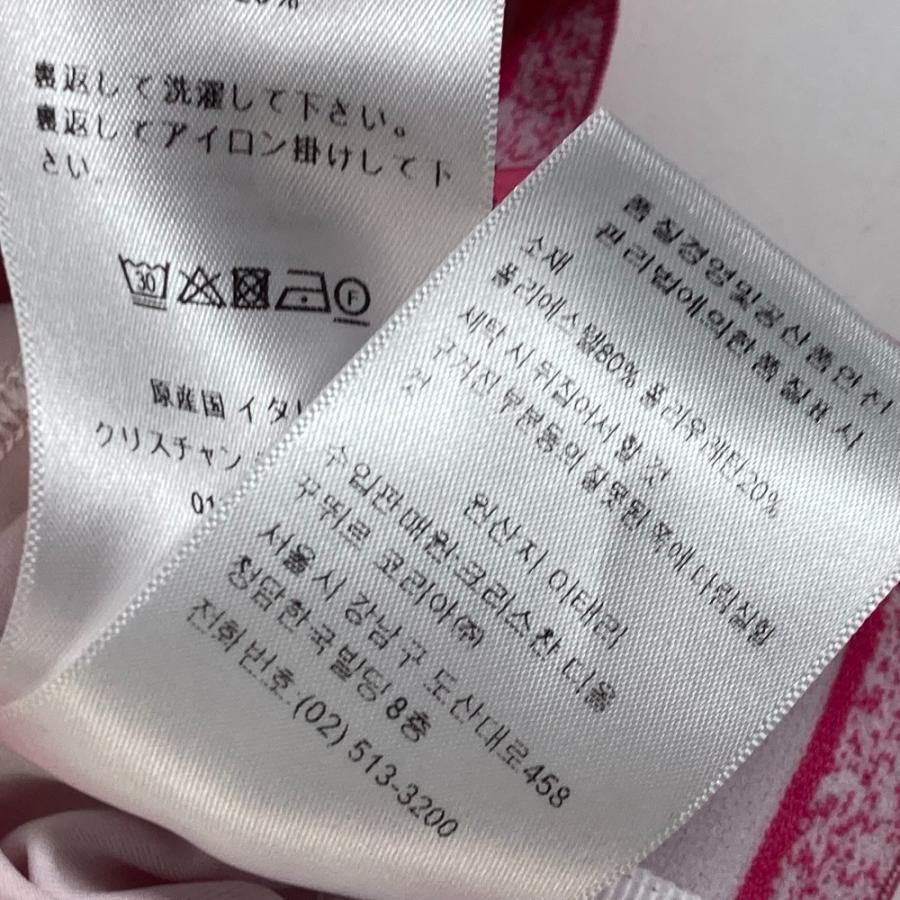 20%
裏返して洗濯して下さい。
裏返してアイロン掛けして下
さい
30
F
原産国 イタリ
クリスチャン
01
품질경영및공산품안전
관리법에의한품질표시
소재
폴리에스텔80% 폴리우레탄20%
세탁 시 뒤집어서 할 것
구겨진 부분등의 잘못된 쪽에 다림질할
것
원산지 이태리
수입판매원:크리스찬 디올
꾸뛰르 코리아㈜
서울시 강남구 도산대로458
청담한국빌딩 8층
전화번호.(02) 513-3200